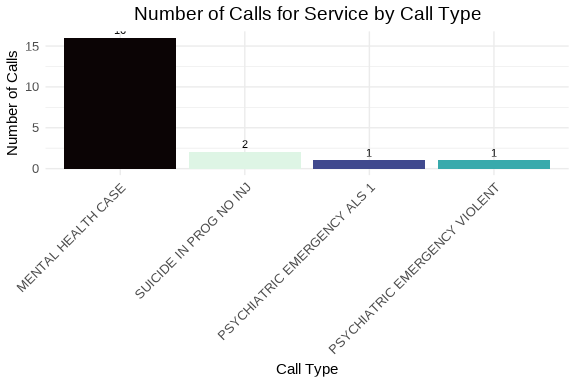 Number of Calls for Service by Call Type
Number of Calls
15
10
5
0
16
2
1
1
MENTAL HEALTH CASE
SUICIDE IN PROG NO INJ
PSYCHIATRIC EMERGENCY ALS 1
PSYCHIATRIC EMERGENCY VIOLENT
Call Type